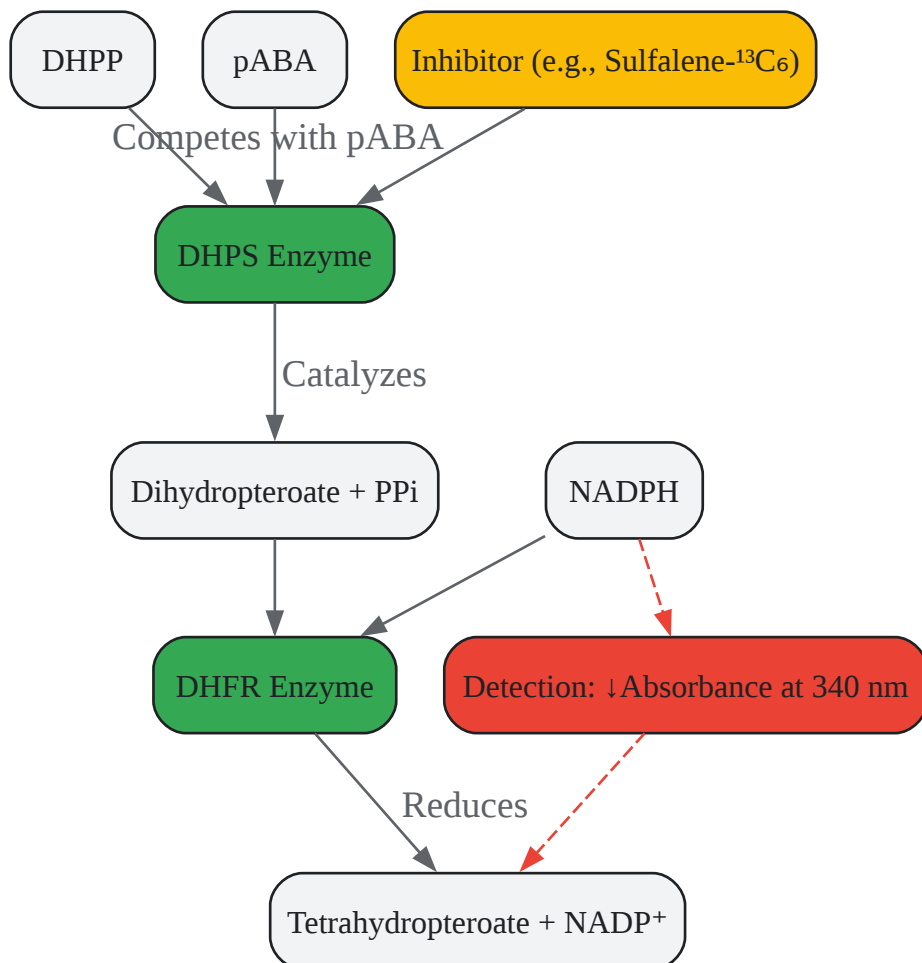 DHPP
pABA
Inhibitor (e.g., Sulfalene-¹³C₆)
Competes with pABA
DHPS Enzyme
Catalyzes
Dihydropteroate + PPi
NADPH
DHFR Enzyme
Detection: ↓Absorbance at 340 nm
Reduces
Tetrahydropteroate + NADP⁺